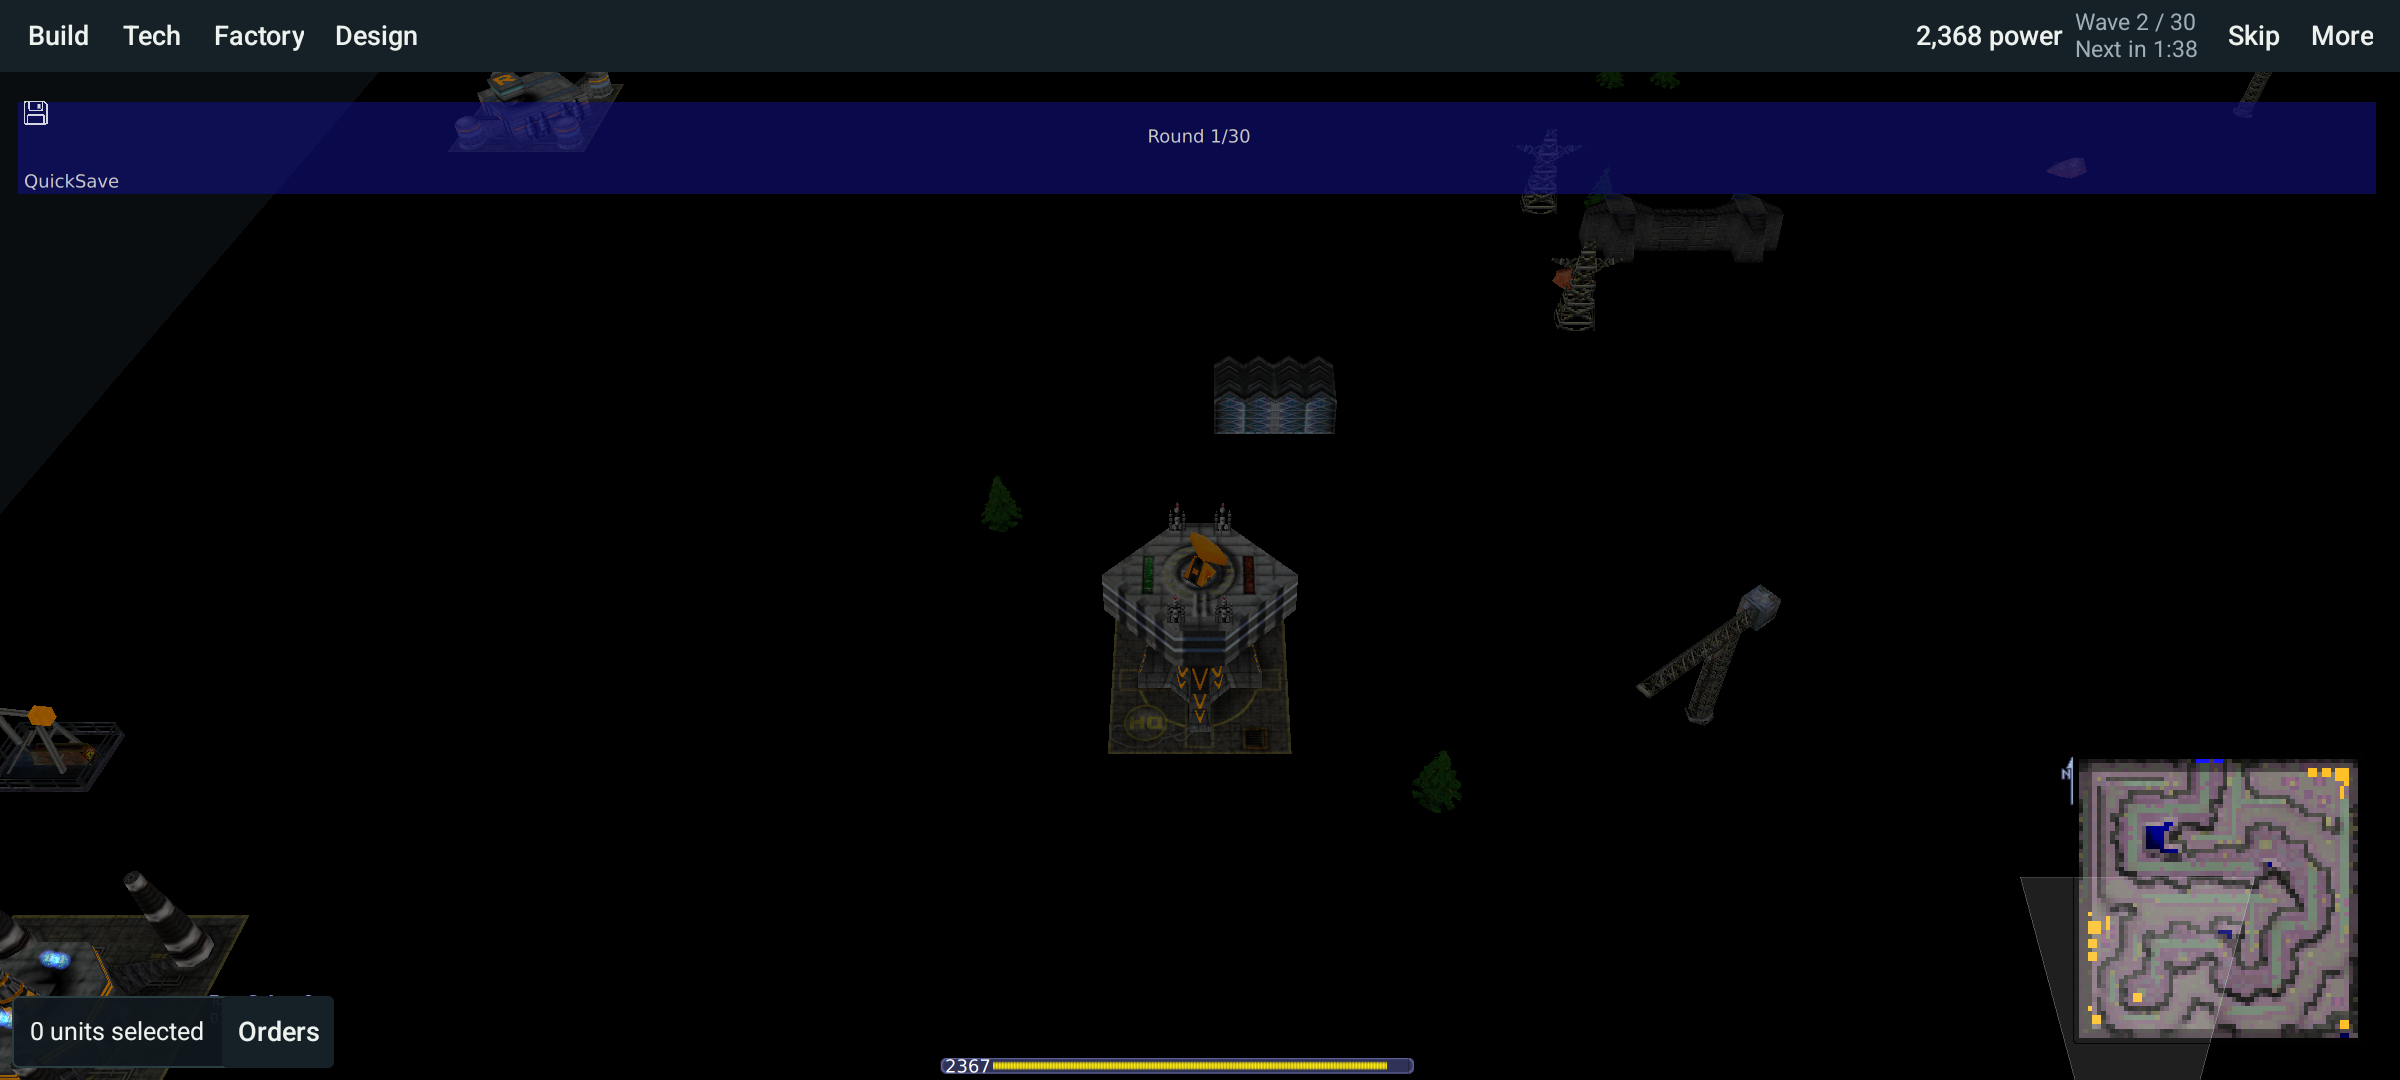 Build Tech Factory Design
2,368 power
Wave 2 / 30
Next in 1:38
Skip More
Round 1/30
QuickSave
HQ
N
0 units selected Orders
2367